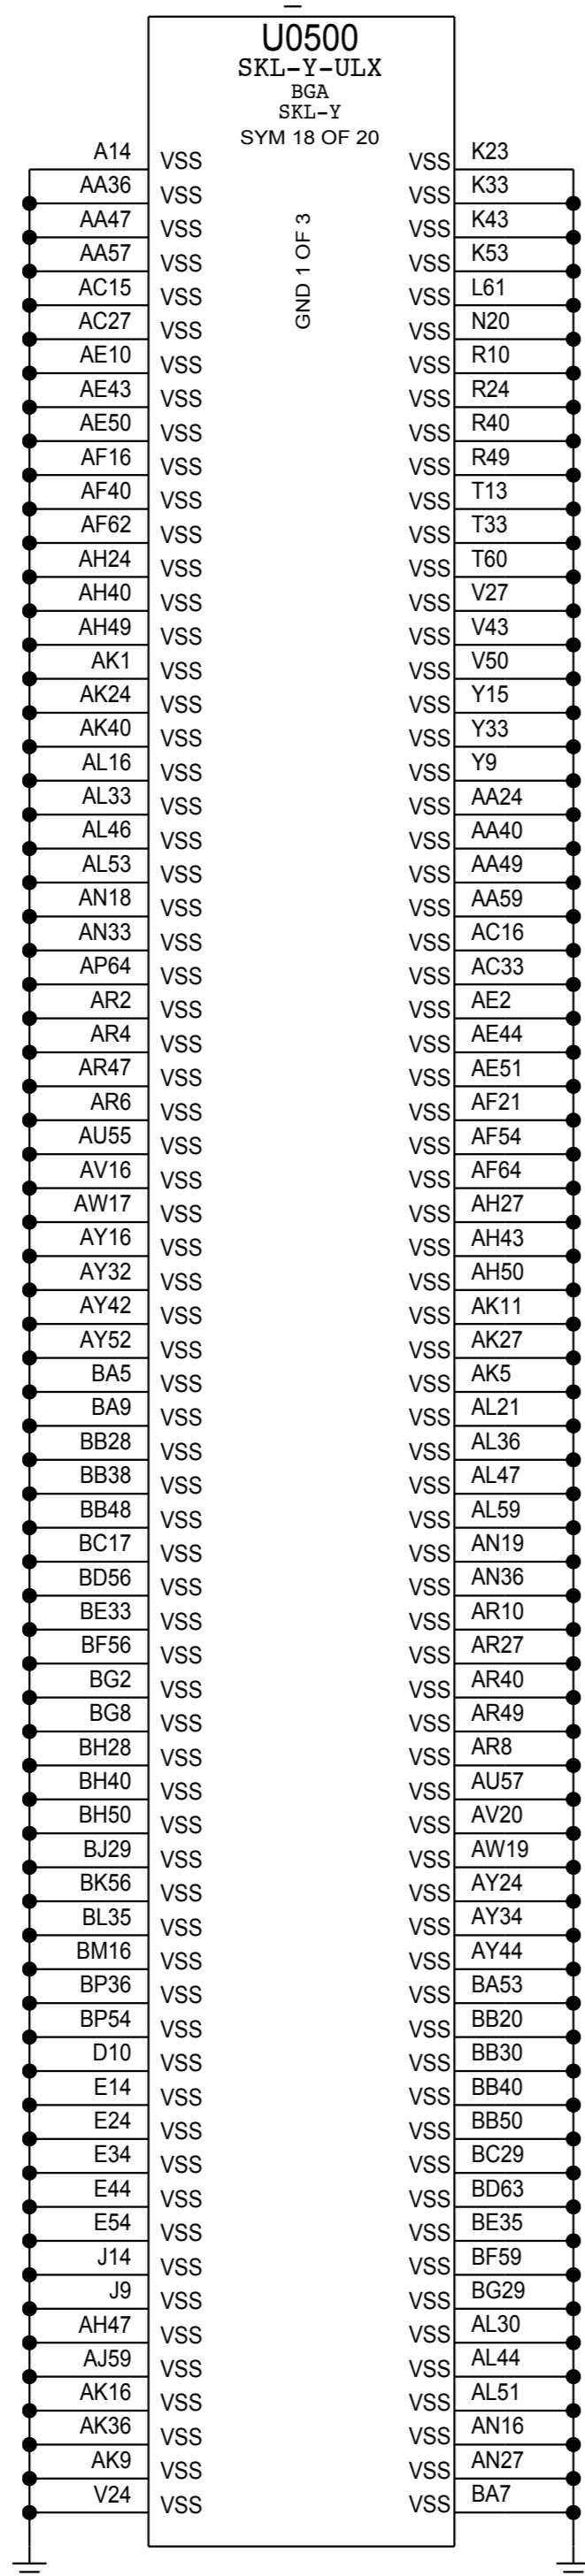 U0500
SKL-Y-ULX
BGA
SKL-Y
SYM 18 OF 20
GND 1 OF 3
A14 VSS VSS K23
AA36 VSS VSS K33
AA47 VSS VSS K43
AA57 VSS VSS K53
AC15 VSS VSS L61
AC27 VSS VSS N20
AE10 VSS VSS R10
AE43 VSS VSS R24
AE50 VSS VSS R40
AF16 VSS VSS R49
AF40 VSS VSS T13
AF62 VSS VSS T33
AH24 VSS VSS T60
AH40 VSS VSS V27
AH49 VSS VSS V43
AK1 VSS VSS V50
AK24 VSS VSS Y15
AK40 VSS VSS Y33
AL16 VSS VSS Y9
AL33 VSS VSS AA24
AL46 VSS VSS AA40
AL53 VSS VSS AA49
AN18 VSS VSS AA59
AN33 VSS VSS AC16
AP64 VSS VSS AC33
AR2 VSS VSS AE2
AR4 VSS VSS AE44
AR47 VSS VSS AE51
AR6 VSS VSS AF21
AU55 VSS VSS AF54
AV16 VSS VSS AF64
AW17 VSS VSS AH27
AY16 VSS VSS AH43
AY32 VSS VSS AH50
AY42 VSS VSS AK11
AY52 VSS VSS AK27
BA5 VSS VSS AK5
BA9 VSS VSS AL21
BB28 VSS VSS AL36
BB38 VSS VSS AL47
BB48 VSS VSS AL59
BC17 VSS VSS AN19
BD56 VSS VSS AN36
BE33 VSS VSS AR10
BF56 VSS VSS AR27
BG2 VSS VSS AR40
BG8 VSS VSS AR49
BH28 VSS VSS AR8
BH40 VSS VSS AU57
BH50 VSS VSS AV20
BJ29 VSS VSS AW19
BK56 VSS VSS AY24
BL35 VSS VSS AY34
BM16 VSS VSS AY44
BP36 VSS VSS BA53
BP54 VSS VSS BB20
D10 VSS VSS BB30
E14 VSS VSS BB40
E24 VSS VSS BB50
E34 VSS VSS BC29
E44 VSS VSS BD63
E54 VSS VSS BE35
J14 VSS VSS BF59
J9 VSS VSS BG29
AH47 VSS VSS AL30
AJ59 VSS VSS AL44
AK16 VSS VSS AL51
AK36 VSS VSS AN16
AK9 VSS VSS AN27
V24 VSS VSS BA7